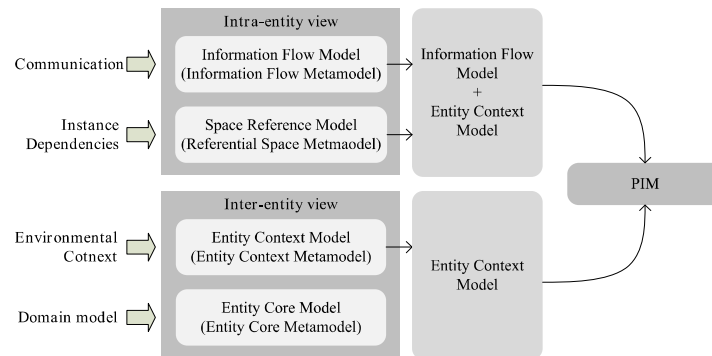 Intra-entity view
Communication
Information Flow Model
(Information Flow Metamodel)
Instance
Dependencies
Space Reference Model
(Referential Space Metmaodel)
Information Flow
Model
+
Entity Context
Model
PIM
Inter-entity view
Environmental
Cotnext
Entity Context Model
(Entity Context Metamodel)
Domain model
Entity Core Model
(Entity Core Metamodel)
Entity Context
Model